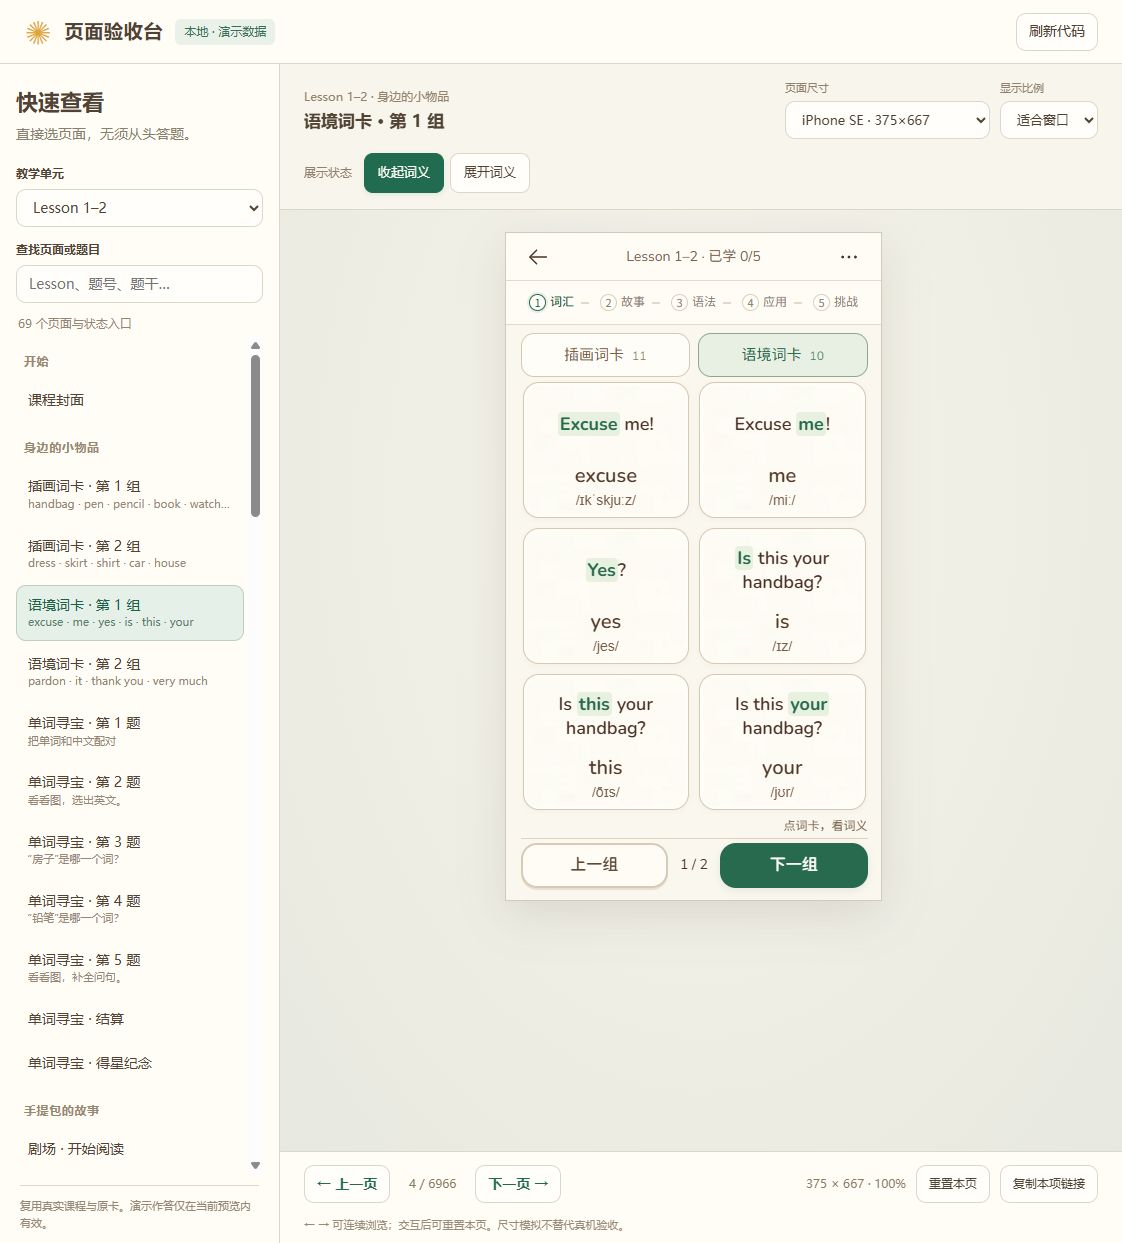 页面验收台
本地 · 演示数据
刷新代码
快速查看
直接选页面，无须从头答题。
教学单元
Lesson 1–2
查找页面或题目
Lesson、题号、题干...
69 个页面与状态入口
开始
课程封面
身边的小物品
插画词卡 · 第 1 组
handbag · pen · pencil · book · watch...
插画词卡 · 第 2 组
dress · skirt · shirt · car · house
语境词卡 · 第 1 组
excuse · me · yes · is · this · your
语境词卡 · 第 2 组
pardon · it · thank you · very much
单词寻宝 · 第 1 题
把单词和中文配对
单词寻宝 · 第 2 题
看看图，选出英文。
单词寻宝 · 第 3 题
“房子”是哪一个词？
单词寻宝 · 第 4 题
“铅笔”是哪一个词？
单词寻宝 · 第 5 题
看看图，补全问句。
单词寻宝 · 结算
单词寻宝 · 得星纪念
手提包的故事
剧场 · 开始阅读
复用真实课程与原卡。演示作答仅在当前预览内
有效。
Lesson 1–2 · 身边的小物品
语境词卡 · 第 1 组
页面尺寸
iPhone SE · 375×667
显示比例
适合窗口
展示状态
收起词义
展开词义
Lesson 1–2 · 已学 0/5
1 词汇 – 2 故事 – 3 语法 – 4 应用 – 5 挑战
插画词卡 11
语境词卡 10
Excuse me!
excuse
/ɪkˈskjuːz/
Excuse me!
me
/miː/
Yes?
yes
/jes/
Is this your
handbag?
is
/ɪz/
Is this your
handbag?
this
/ðɪs/
Is this your
handbag?
your
/jʊr/
点词卡，看词义
上一组
1 / 2
下一组
← 上一页
4 / 6966
下一页 →
375 × 667 · 100%
重置本页
复制本项链接
← → 可连续浏览；交互后可重置本页。尺寸模拟不替代真机验收。